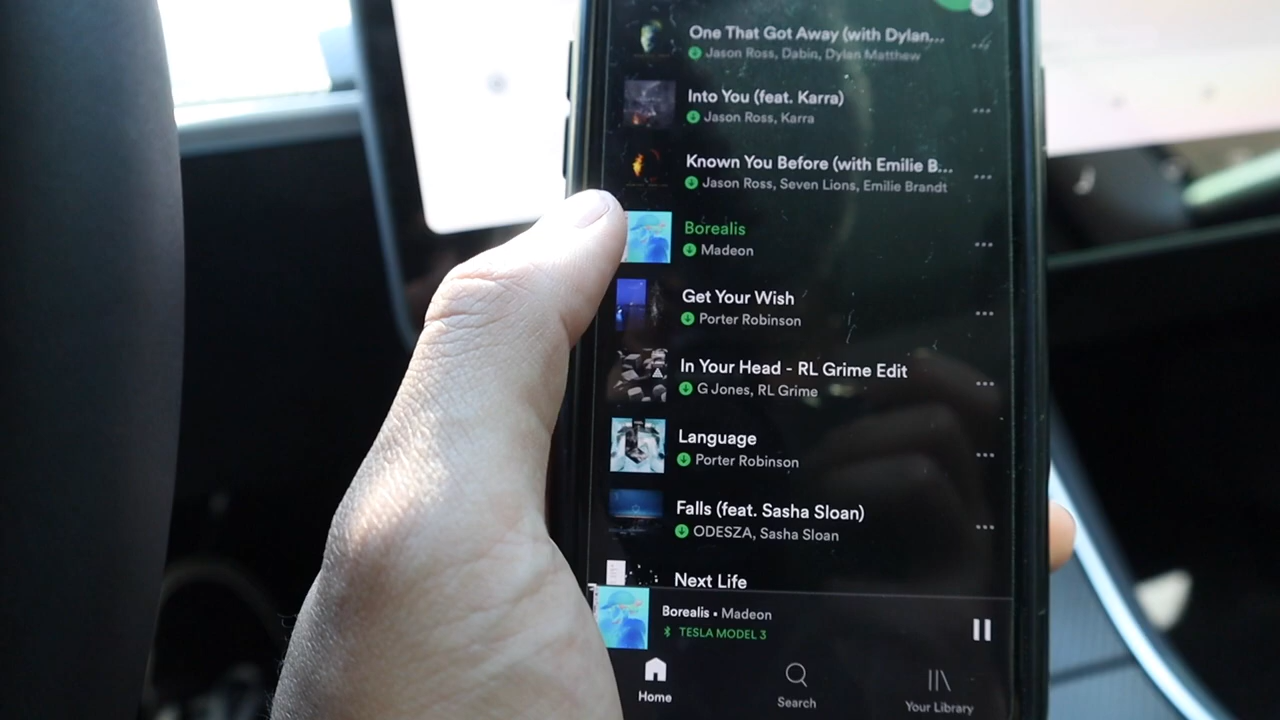 One That Got Away (with Dylan...
Jason Ross, Dabin, Dylan Matthew
Into You (feat. Karra)
Jason Ross, Karra
Known You Before (with Emilie B...
Jason Ross, Seven Lions, Emilie Brandt
Borealis
Madeon
Get Your Wish
Porter Robinson
In Your Head - RL Grime Edit
G Jones, RL Grime
Language
Porter Robinson
Falls (feat. Sasha Sloan)
ODESZA, Sasha Sloan
Next Life
Borealis • Madeon
TESLA MODEL 3
Home
Search
Your Library